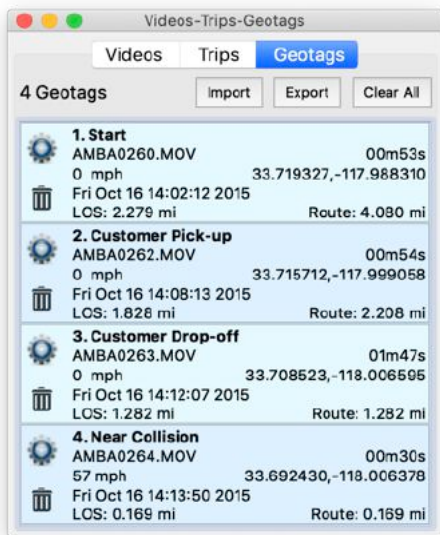 Videos-Trips-Geotags
Videos Trips Geotags
4 Geotags Import Export Clear All
1. Start
AMBA0260.MOV 00m53s
0 mph 33.719327,-117.988310
Fri Oct 16 14:02:12 2015
LOS: 2.279 mi Route: 4.080 mi
2. Customer Pick-up
AMBA0262.MOV 00m54s
0 mph 33.715712,-117.999058
Fri Oct 16 14:08:13 2015
LOS: 1.828 mi Route: 2.208 mi
3. Customer Drop-off
AMBA0263.MOV 01m47s
0 mph 33.708523,-118.006595
Fri Oct 16 14:12:07 2015
LOS: 1.282 mi Route: 1.282 mi
4. Near Collision
AMBA0264.MOV 00m30s
57 mph 33.692430,-118.006378
Fri Oct 16 14:13:50 2015
LOS: 0.169 mi Route: 0.169 mi